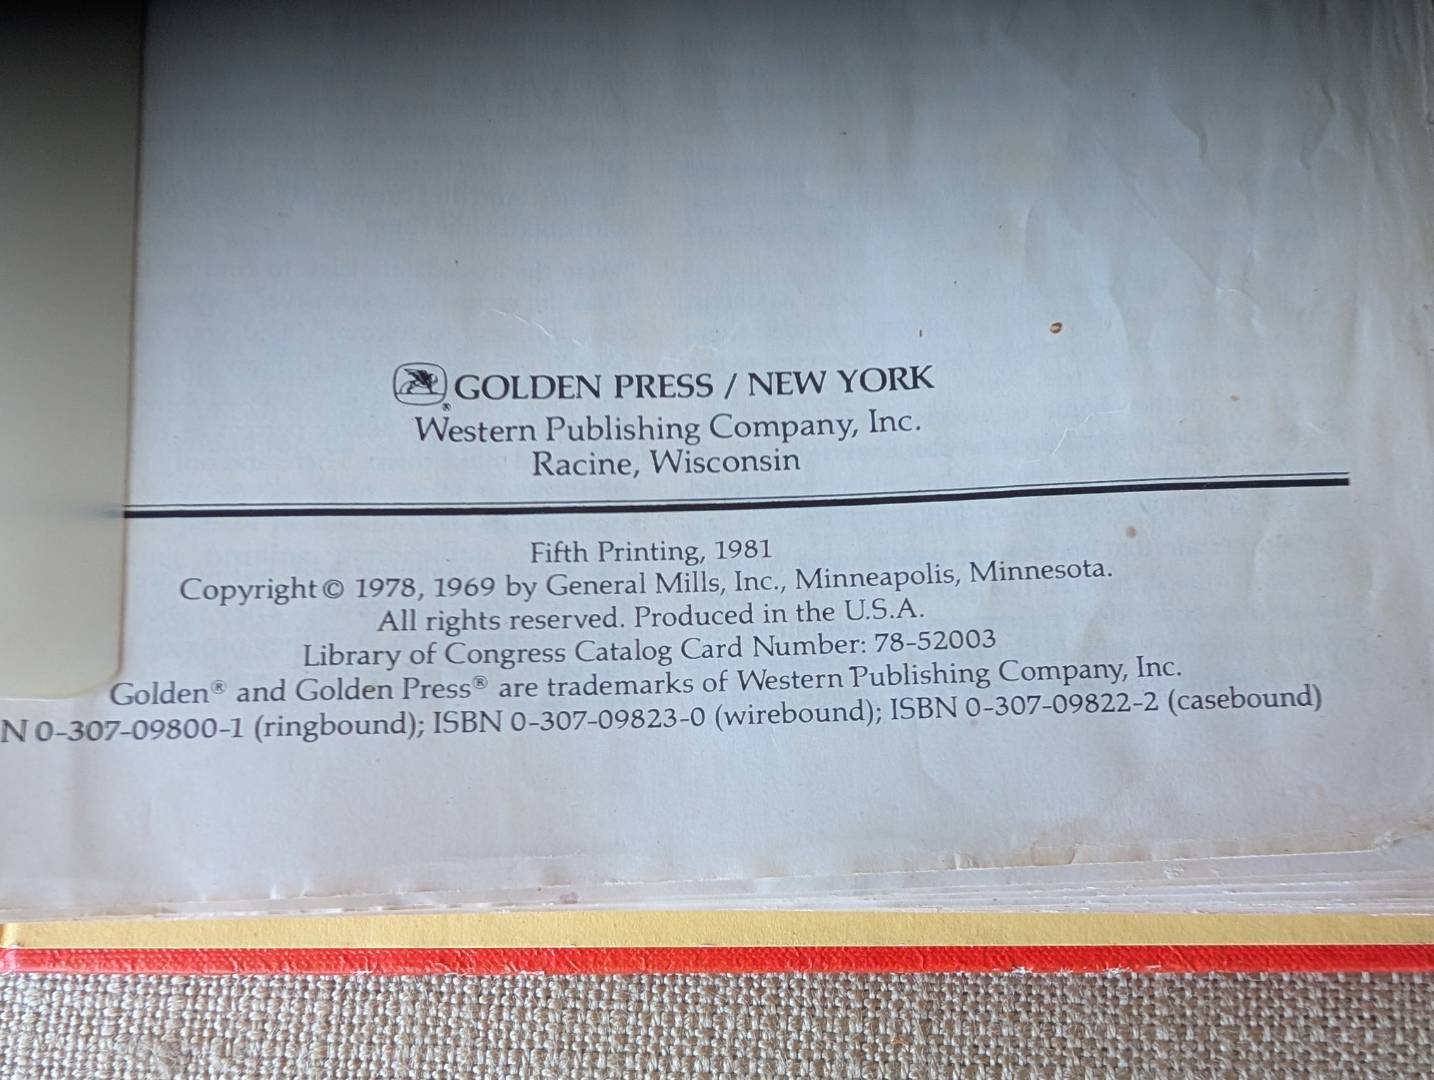 GOLDEN PRESS / NEW YORK
Western Publishing Company, Inc.
Racine, Wisconsin
Fifth Printing, 1981
Copyright © 1978, 1969 by General Mills, Inc., Minneapolis, Minnesota.
All rights reserved. Produced in the U.S.A.
Library of Congress Catalog Card Number: 78-52003
Golden® and Golden Press® are trademarks of Western Publishing Company, Inc.
N 0-307-09800-1 (ringbound); ISBN 0-307-09823-0 (wirebound); ISBN 0-307-09822-2 (casebound)